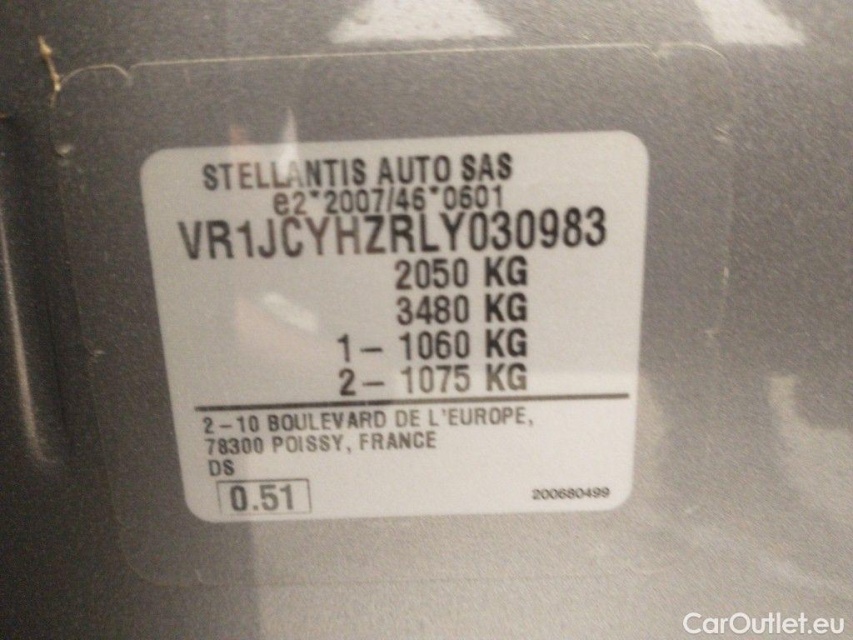 STELLANTIS AUTO SAS
e2*2007/46*0601
VR1JCYHZRLY030983
2050 KG
3480 KG
1– 1060 KG
2– 1075 KG
2–10 BOULEVARD DE L'EUROPE,
78300 POISSY, FRANCE
DS
0.51
200680499
CarOutlet.eu